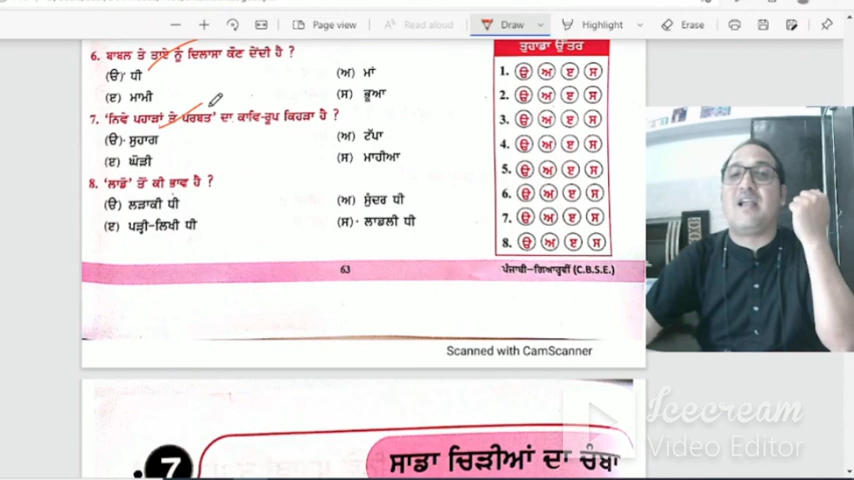 Page view
Read aloud
Draw
Highlight
Erase
6. ਬਾਬਲ ਤੇ ਤਾਏ ਨੂੰ ਦਿਲਾਸਾ ਕੌਣ ਦੇਂਦੀ ਹੈ ?
(ੳ) ਧੀ (ਅ) ਮਾਂ
(ੲ) ਮਾਮੀ (ਸ) ਭੂਆ
7. 'ਨਿਵੇ ਪਹਾੜਾਂ ਤੇ ਪਰਬਤ' ਦਾ ਕਾਵਿ-ਰੂਪ ਕਿਹੜਾ ਹੈ ?
(ੳ) ਸੁਹਾਗ (ਅ) ਟੱਪਾ
(ੲ) ਘੋੜੀ (ਸ) ਮਾਹੀਆ
8. 'ਲਾਡੋ' ਤੋਂ ਕੀ ਭਾਵ ਹੈ ?
(ੳ) ਲੜਾਕੀ ਧੀ (ਅ) ਸੁੰਦਰ ਧੀ
(ੲ) ਪੜ੍ਹੀ-ਲਿਖੀ ਧੀ (ਸ) ਲਾਡਲੀ ਧੀ
ਤੁਹਾਡਾ ਉੱਤਰ
1. ੳ ਅ ੲ ਸ
2. ੳ ਅ ੲ ਸ
3. ੳ ਅ ੲ ਸ
4. ੳ ਅ ੲ ਸ
5. ੳ ਅ ੲ ਸ
6. ੳ ਅ ੲ ਸ
7. ੳ ਅ ੲ ਸ
8. ੳ ਅ ੲ ਸ
63 ਪੰਜਾਬੀ-ਗਿਆਰ੍ਹਵੀਂ (C.B.S.E.)
Scanned with CamScanner
7
ਸਾਡਾ ਚਿੜੀਆਂ ਦਾ ਚੰਬਾ
Icecream
Video Editor